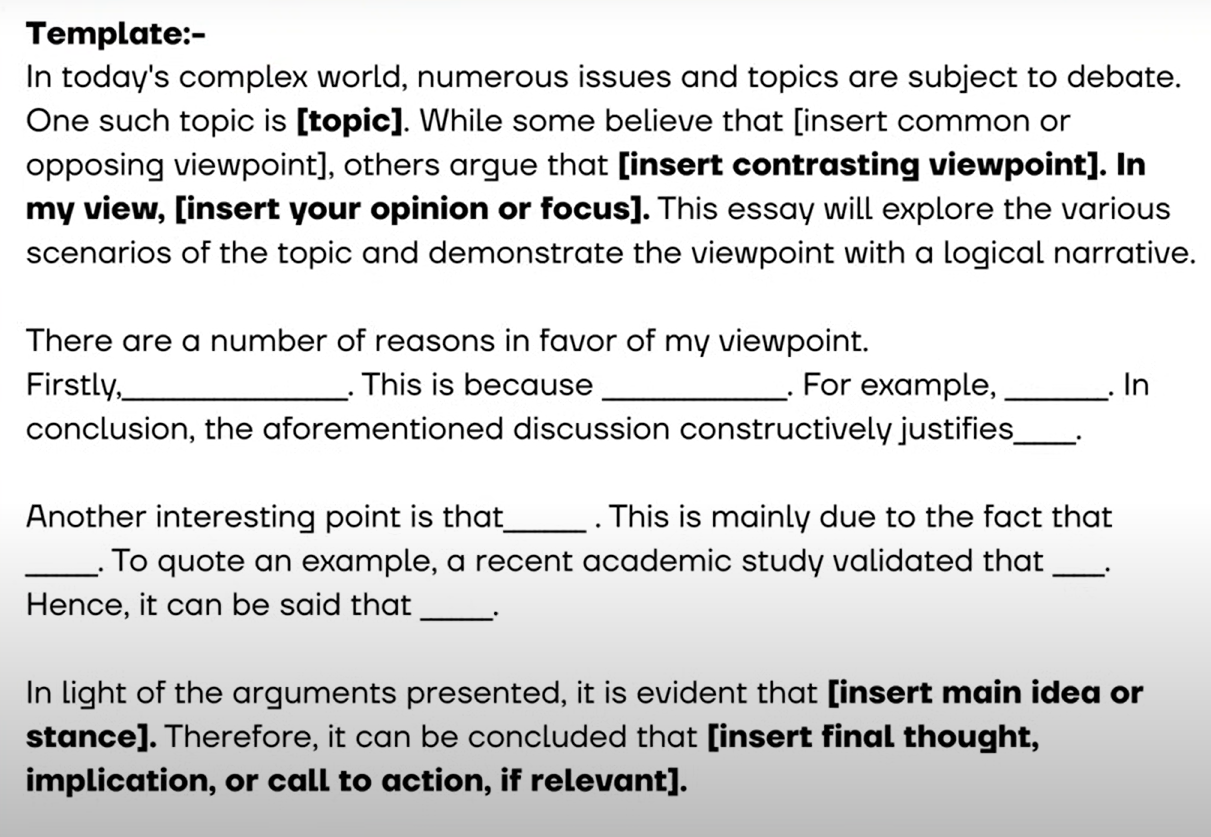 Template:-
In today's complex world, numerous issues and topics are subject to debate.
One such topic is [topic]. While some believe that [insert common or
opposing viewpoint], others argue that [insert contrasting viewpoint]. In
my view, [insert your opinion or focus]. This essay will explore the various
scenarios of the topic and demonstrate the viewpoint with a logical narrative.
There are a number of reasons in favor of my viewpoint.
Firstly,______________. This is because ____________. For example, _______. In
conclusion, the aforementioned discussion constructively justifies____.
Another interesting point is that_____ . This is mainly due to the fact that
_____. To quote an example, a recent academic study validated that ___.
Hence, it can be said that _____.
In light of the arguments presented, it is evident that [insert main idea or
stance]. Therefore, it can be concluded that [insert final thought,
implication, or call to action, if relevant].